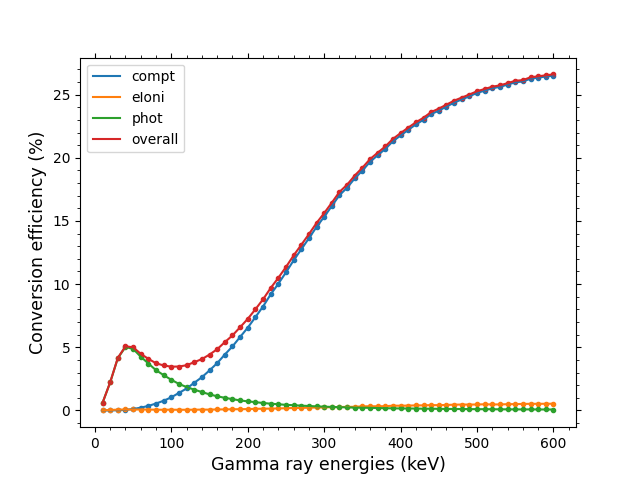 compt
eIoni
phot
overall
Conversion efficiency (%)
25
20
15
10
5
0
0 100 200 300 400 500 600
Gamma ray energies (keV)